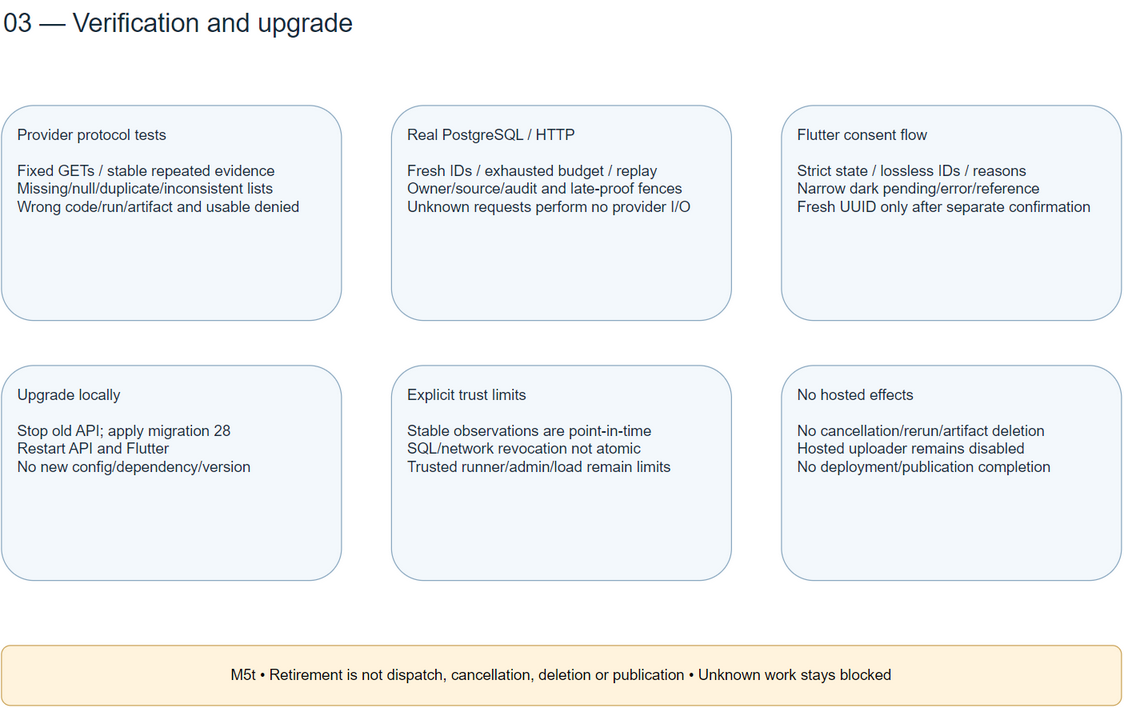 03 — Verification and upgrade
Provider protocol tests
Fixed GETs / stable repeated evidence
Missing/null/duplicate/inconsistent lists
Wrong code/run/artifact and usable denied
Real PostgreSQL / HTTP
Fresh IDs / exhausted budget / replay
Owner/source/audit and late-proof fences
Unknown requests perform no provider I/O
Flutter consent flow
Strict state / lossless IDs / reasons
Narrow dark pending/error/reference
Fresh UUID only after separate confirmation
Upgrade locally
Stop old API; apply migration 28
Restart API and Flutter
No new config/dependency/version
Explicit trust limits
Stable observations are point-in-time
SQL/network revocation not atomic
Trusted runner/admin/load remain limits
No hosted effects
No cancellation/rerun/artifact deletion
Hosted uploader remains disabled
No deployment/publication completion
M5t • Retirement is not dispatch, cancellation, deletion or publication • Unknown work stays blocked